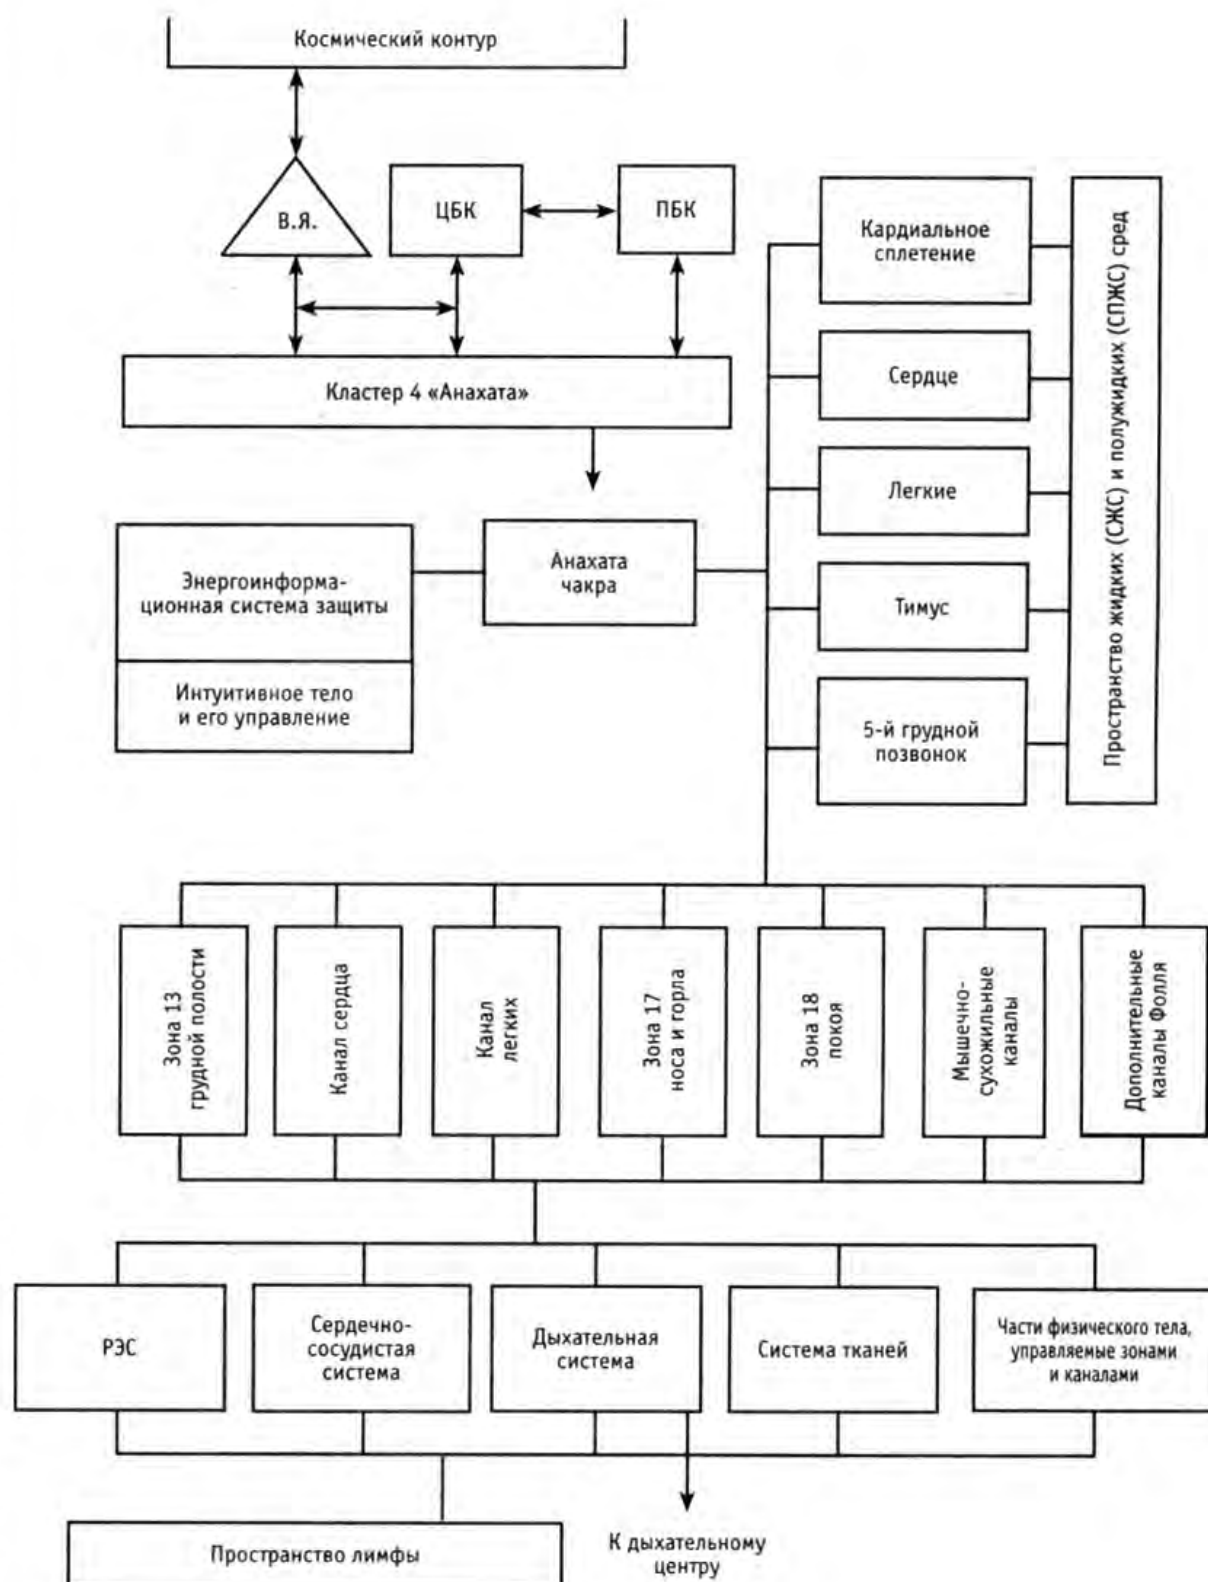 Космический контур
В.Я.
ЦБК
ПБК
Кластер 4 «Анахата»
Анахата
чакра
Энергоинформа-
ционная система защиты
Интуитивное тело
и его управление
Кардиальное
сплетение
Сердце
Легкие
Тимус
5-й грудной
позвонок
Пространство жидких (СЖС) и полужидких (СПЖС) сред
Зона 13
грудной полости
Канал сердца
Канал
легких
Зона 17
носа и горла
Зона 18
покоя
Мышечно-
сухожильные
каналы
Дополнительные
каналы Фолля
РЭС
Сердечно-
сосудистая
система
Дыхательная
система
Система тканей
Части физического тела,
управляемые зонами
и каналами
Пространство лимфы
К дыхательному
центру